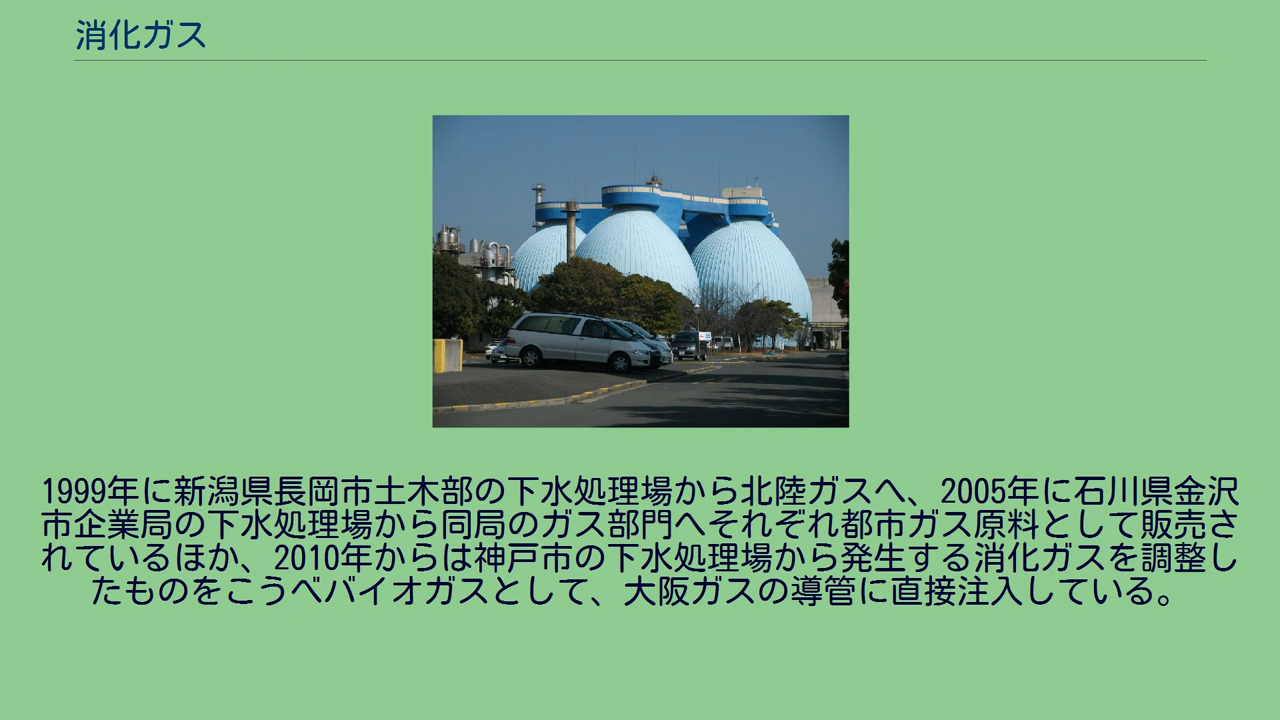 消化ガス
1999年に新潟県長岡市土木部の下水処理場から北陸ガスへ、2005年に石川県金沢
市企業局の下水処理場から同局のガス部門へそれぞれ都市ガス原料として販売さ
れているほか、2010年からは神戸市の下水処理場から発生する消化ガスを調整し
たものをこうべバイオガスとして、大阪ガスの導管に直接注入している。